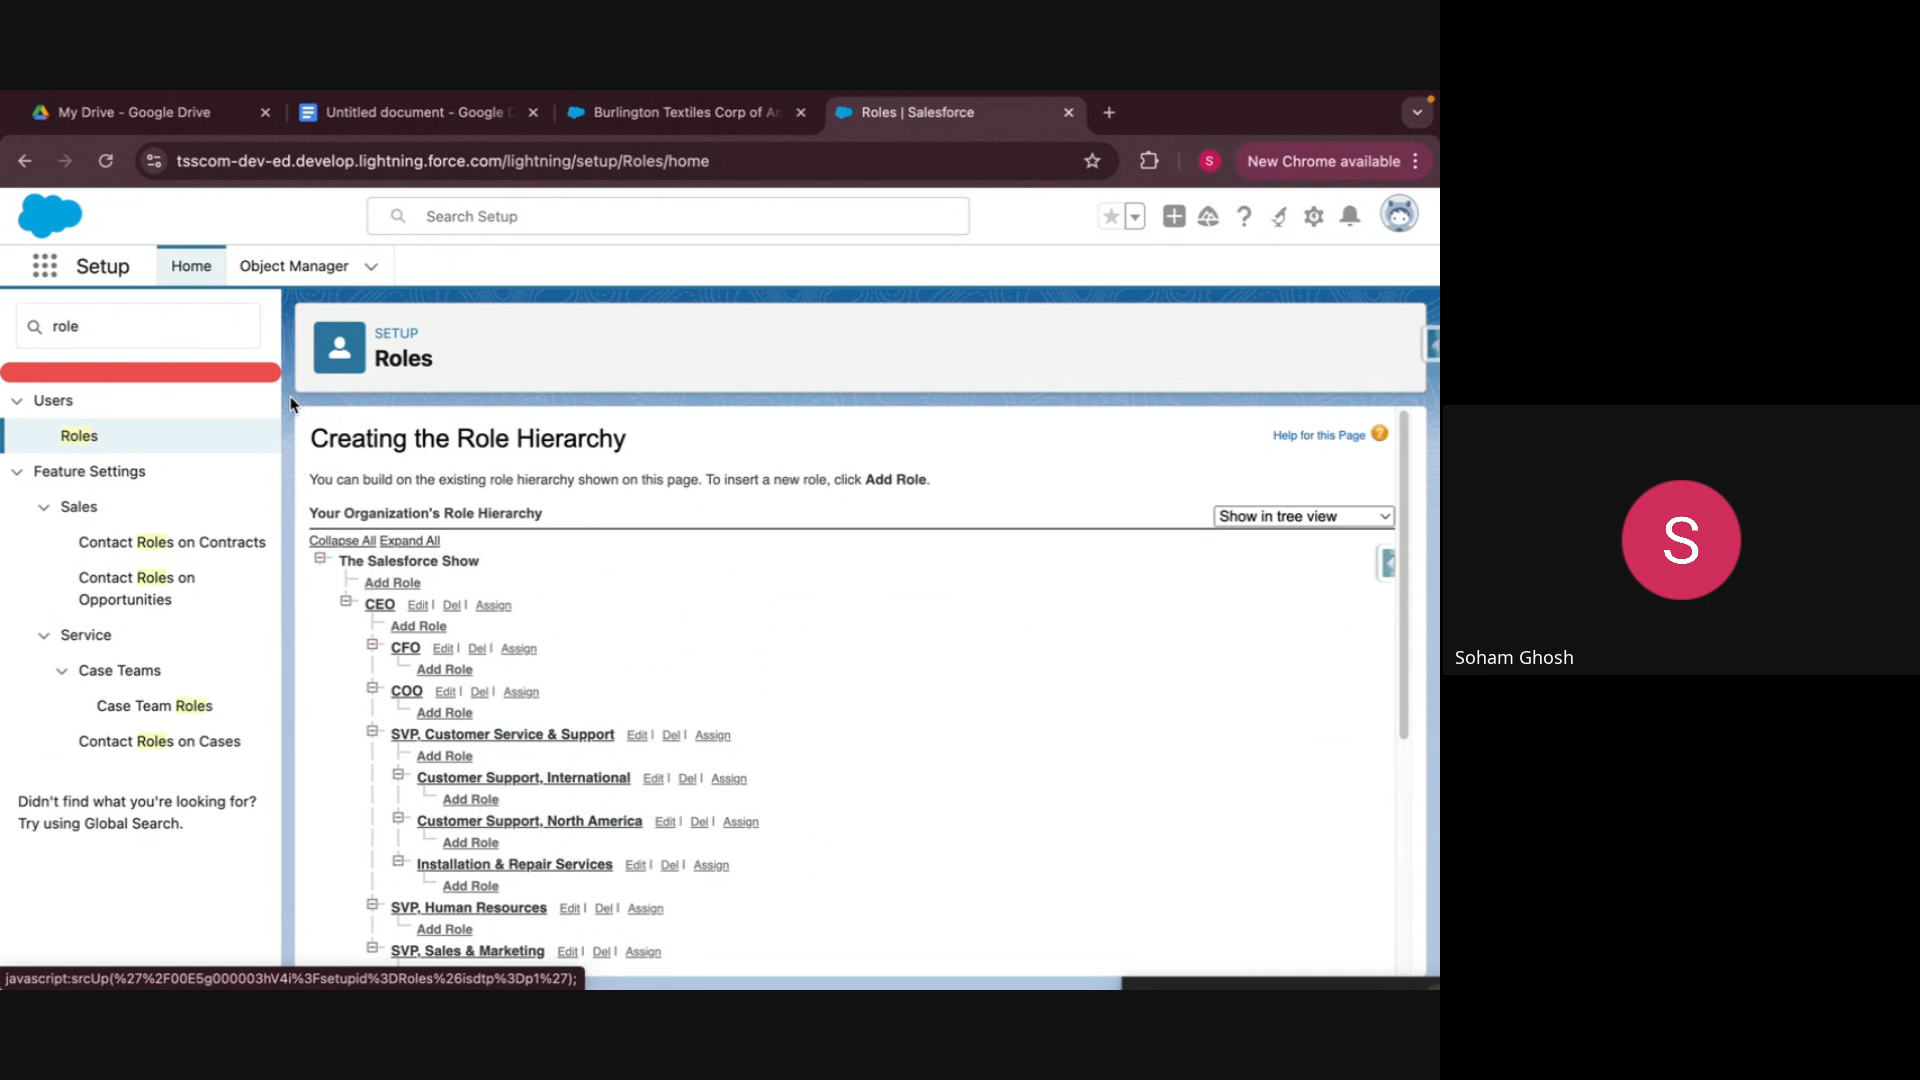 My Drive - Google Drive
Untitled document - Google D
Burlington Textiles Corp of Am
Roles | Salesforce
tsscom-dev-ed.develop.lightning.force.com/lightning/setup/Roles/home
S
New Chrome available
Search Setup
Setup
Home
Object Manager
role
SETUP
Roles
Users
Roles
Feature Settings
Sales
Contact Roles on Contracts
Contact Roles on
Opportunities
Service
Case Teams
Case Team Roles
Contact Roles on Cases
Didn't find what you're looking for?
Try using Global Search.
Creating the Role Hierarchy
Help for this Page ?
You can build on the existing role hierarchy shown on this page. To insert a new role, click Add Role.
Your Organization's Role Hierarchy
Show in tree view
Collapse All Expand All
The Salesforce Show
Add Role
CEO Edit | Del | Assign
Add Role
CFO Edit | Del | Assign
Add Role
COO Edit | Del | Assign
Add Role
SVP, Customer Service & Support Edit | Del | Assign
Add Role
Customer Support, International Edit | Del | Assign
Add Role
Customer Support, North America Edit | Del | Assign
Add Role
Installation & Repair Services Edit | Del | Assign
Add Role
SVP, Human Resources Edit | Del | Assign
Add Role
SVP, Sales & Marketing Edit | Del | Assign
javascript:srcUp(%27%2F00E5g000003hV4i%3Fsetupid%3DRoles%26isdtp%3Dp1%27);
S
Soham Ghosh